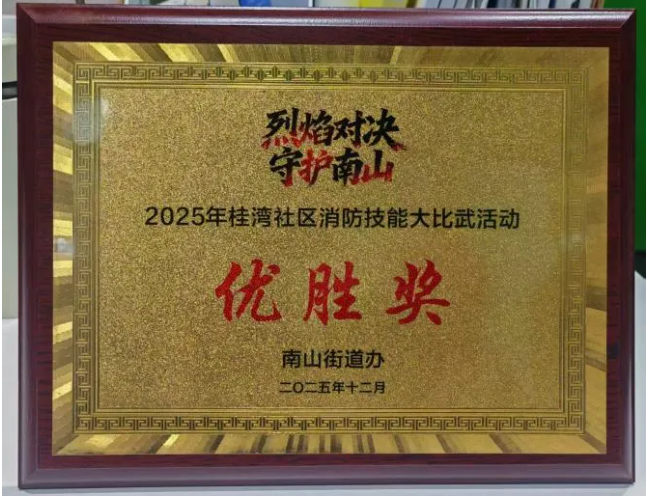 烈焰对决
守护南山
2025年桂湾社区消防技能大比武活动
优胜奖
南山街道办
二〇二五年十二月